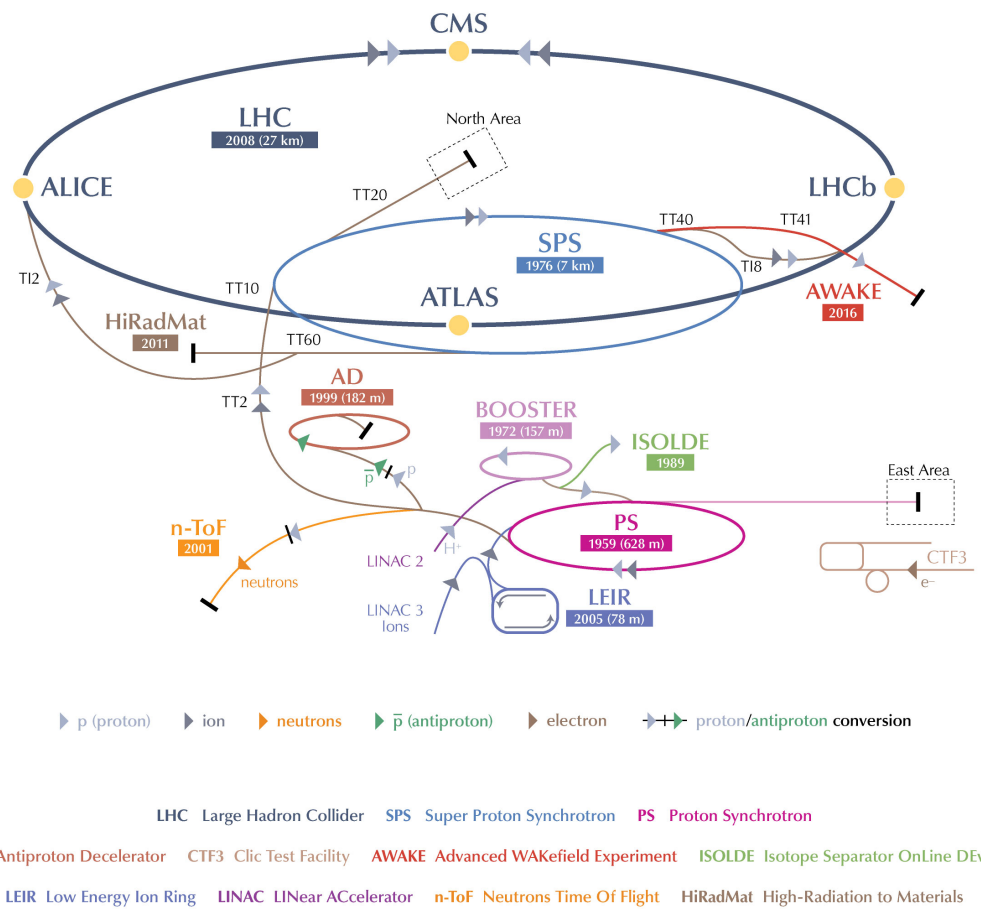 CMS
LHC
2008 (27 km)
North Area
ALICE
LHCb
TT20
TT40
TT41
SPS
1976 (7 km)
TI8
TI2
TT10
ATLAS
AWAKE
2016
HiRadMat
2011
TT60
AD
1999 (182 m)
TT2
BOOSTER
1972 (157 m)
ISOLDE
1989
p̅
p
East Area
n-ToF
2001
H⁺
PS
1959 (628 m)
LINAC 2
CTF3
neutrons
e⁻
LEIR
2005 (78 m)
LINAC 3
Ions
p (proton) ion neutrons p̅ (antiproton) electron proton/antiproton conversion
LHC Large Hadron Collider SPS Super Proton Synchrotron PS Proton Synchrotron
Antiproton Decelerator CTF3 Clic Test Facility AWAKE Advanced WAKefield Experiment ISOLDE Isotope Separator OnLine
LEIR Low Energy Ion Ring LINAC LINear ACcelerator n-ToF Neutrons Time Of Flight HiRadMat High-Radiation to Materials